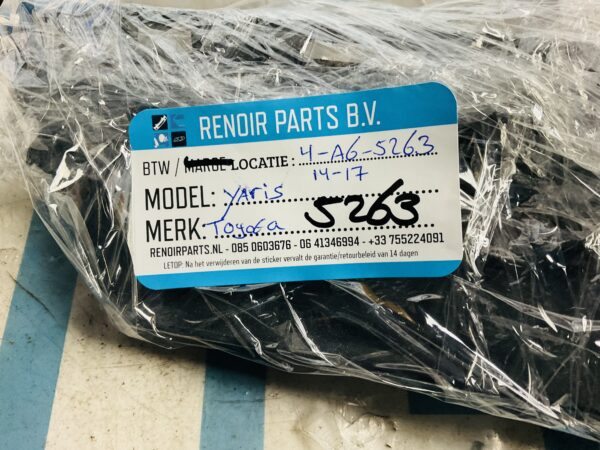 RENOIR PARTS B.V.
BTW / MARGE LOCATIE : 4-A6-5263
14-17
MODEL: Yaris
MERK: Toyota 5263
RENOIRPARTS.NL - 085 0603676 - 06 41346994 - +33 755224091
LETOP: Na het verwijderen van de sticker vervalt de garantie/retourbeleid van 14 dagen